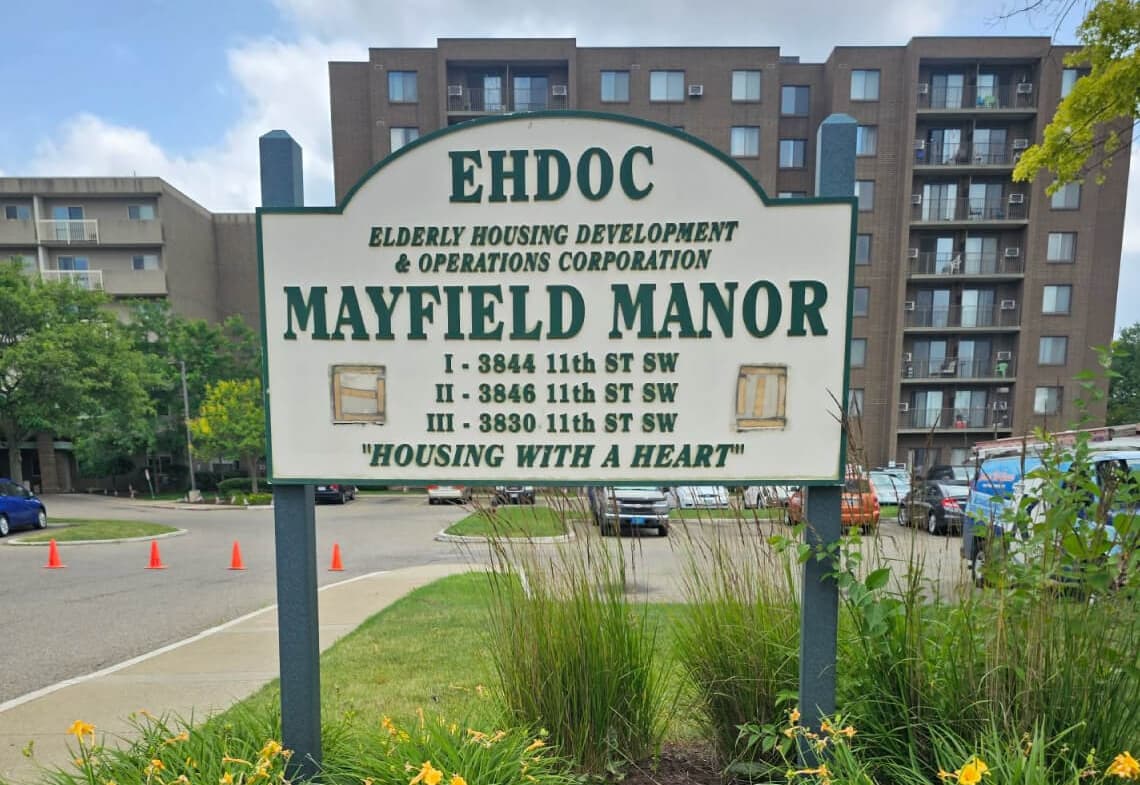 EHDOC
ELDERLY HOUSING DEVELOPMENT
& OPERATIONS CORPORATION
MAYFIELD MANOR
I - 3844 11th ST SW
II - 3846 11th ST SW
III - 3830 11th ST SW
"HOUSING WITH A HEART"